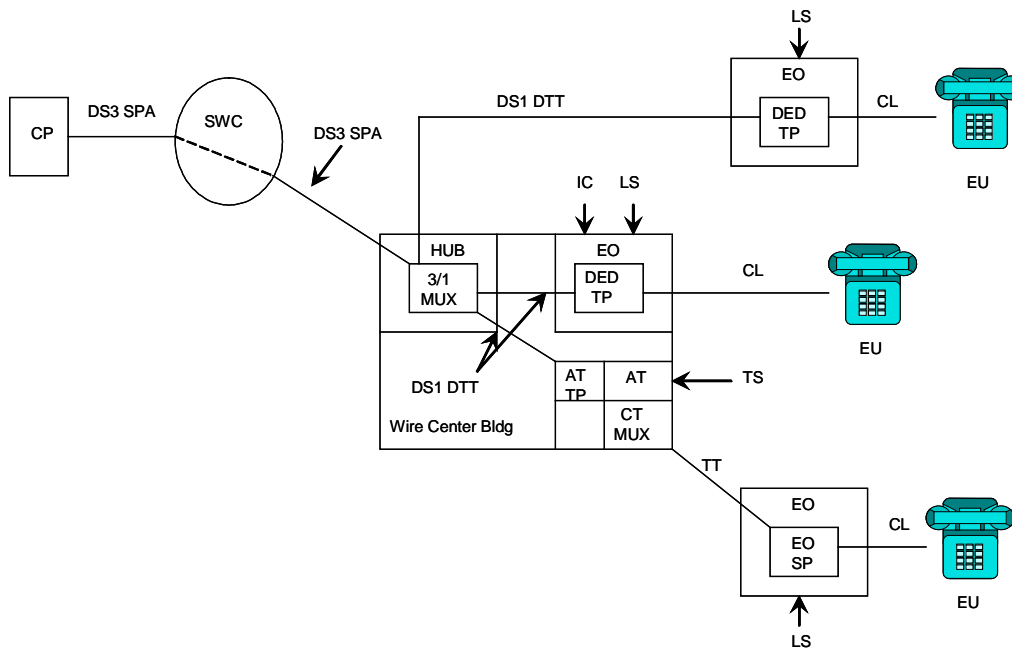 LS
EO
DS1 DTT
CL
DED
TP
EU
CP
DS3 SPA
SWC
DS3 SPA
IC
LS
HUB
EO
3/1
MUX
DED
TP
CL
EU
DS1 DTT
AT
TP
AT
TS
CT
MUX
Wire Center Bldg
TT
EO
EO
SP
CL
EU
LS